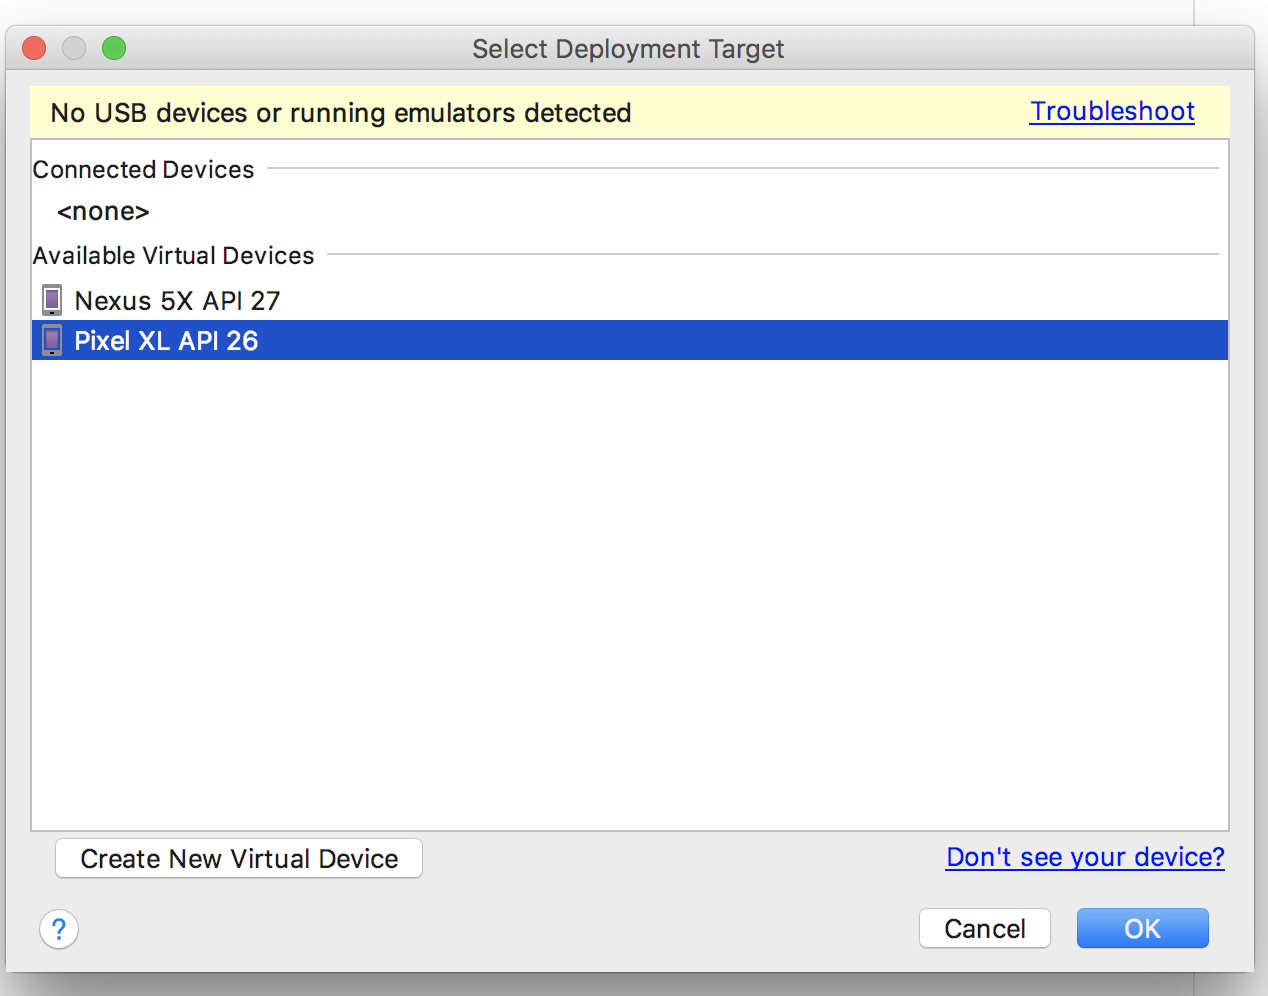 Select Deployment Target
No USB devices or running emulators detected Troubleshoot
Connected Devices
<none>
Available Virtual Devices
Nexus 5X API 27
Pixel XL API 26
Create New Virtual Device Don't see your device?
? Cancel OK